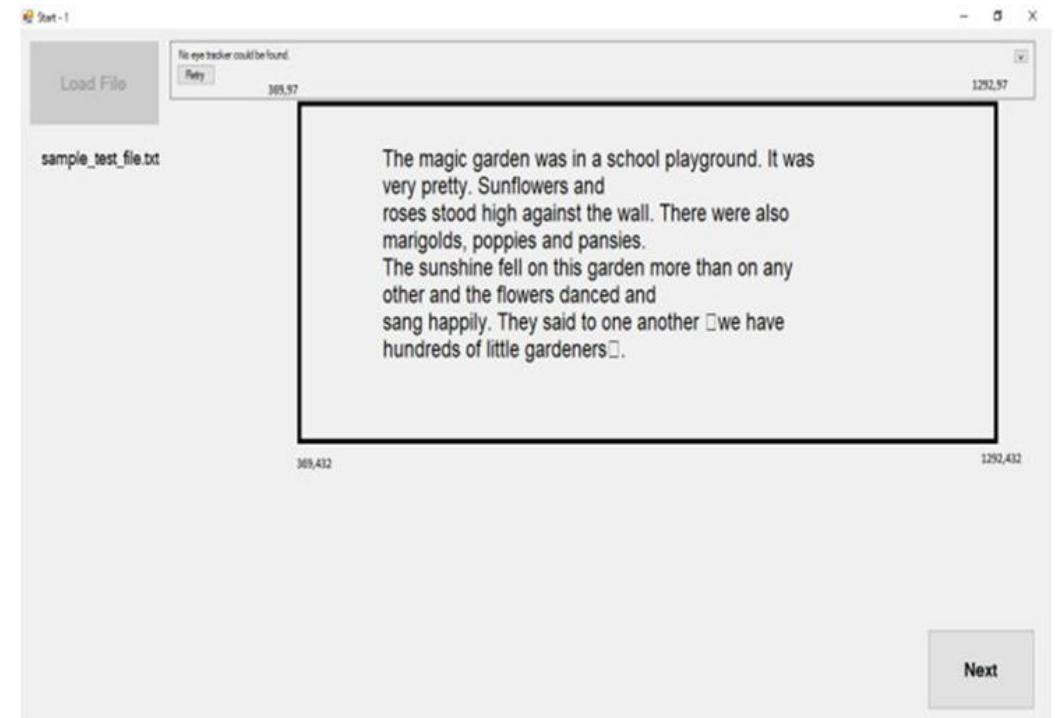 Start - 1
No eye tracker could be found.
Load File
Retry
369,97
1292,97
sample_test_file.txt
The magic garden was in a school playground. It was
very pretty. Sunflowers and
roses stood high against the wall. There were also
marigolds, poppies and pansies.
The sunshine fell on this garden more than on any
other and the flowers danced and
sang happily. They said to one another □we have
hundreds of little gardeners□.
369,432
1292,432
Next